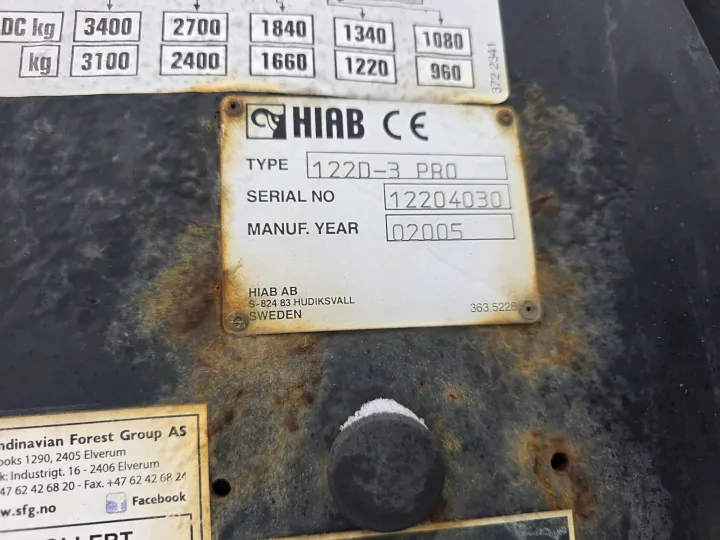 DC kg 3400 2700 1840 1340 1080
kg 3100 2400 1660 1220 960
372 2341
HIAB CE
TYPE 122D-3 PRO
SERIAL NO 12204030
MANUF. YEAR 02005
HIAB AB
S-824 83 HUDIKSVALL
SWEDEN
363 5228
ndinavian Forest Group AS
ooks 1290, 2405 Elverum
k: Industrigt. 16 - 2406 Elverum
47 62 42 68 20 - Fax. +47 62 42 68 24
w.sfg.no
Facebook